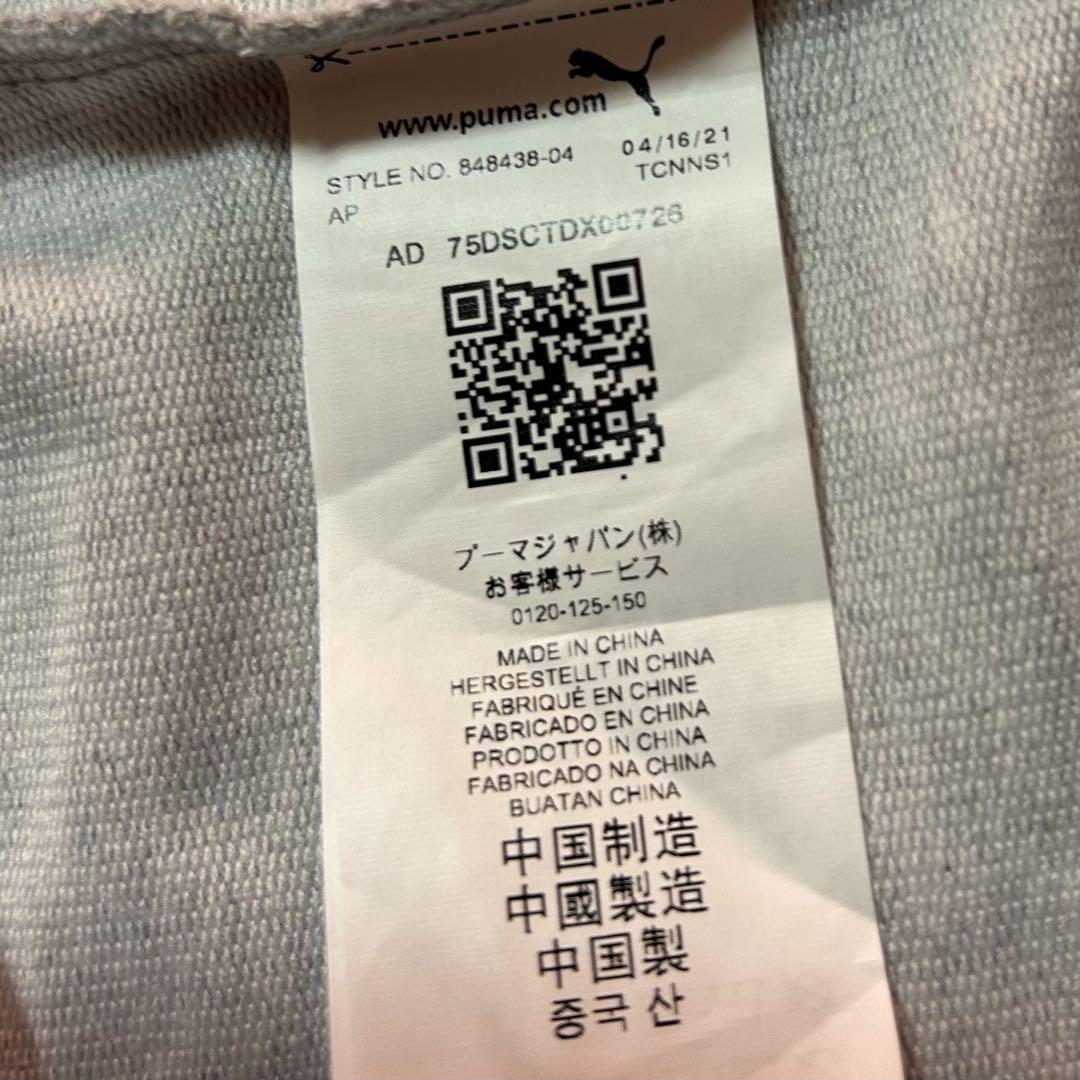 www.puma.com
STYLE NO. 848438-04 04/16/21
AP TCNNS1
AD 75DSCTDX00726
プーマジャパン(株)
お客様サービス
0120-125-150
MADE IN CHINA
HERGESTELLT IN CHINA
FABRIQUÉ EN CHINE
FABRICADO EN CHINA
PRODOTTO IN CHINA
FABRICADO NA CHINA
BUATAN CHINA
中国制造
中國製造
中国製
중국 산